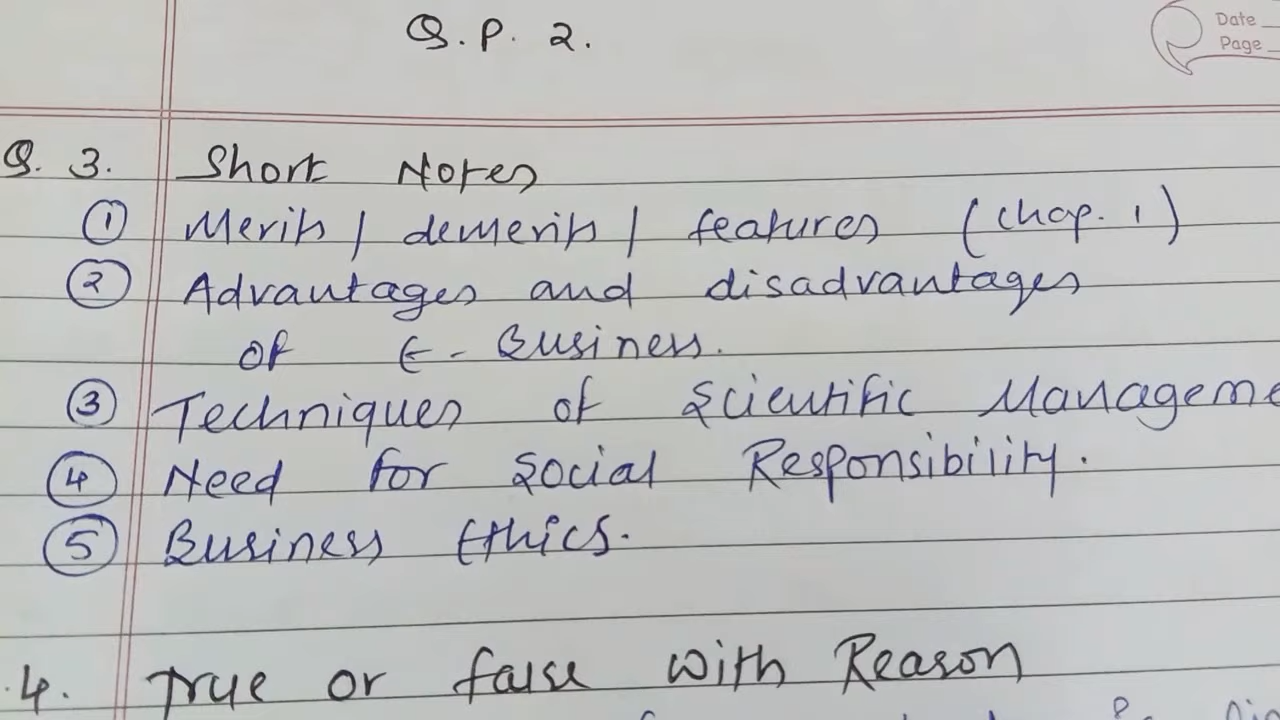 Q. P. 2.
Date
Page
Q. 3. Short Notes
① Merits / demerits / features (Chap. 1)
② Advantages and disadvantages
of E-Business.
③ Techniques of Scientific Manageme
④ Need for Social Responsibility.
⑤ Business Ethics.
.4. True or false with Reason